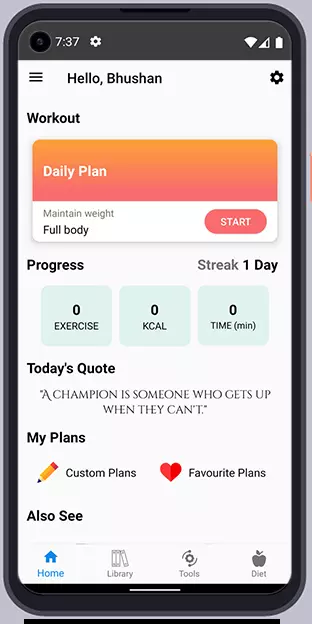 7:37
Hello, Bhushan
Workout
Daily Plan
Maintain weight
Full body
START
Progress
Streak 1 Day
0
EXERCISE
0
KCAL
0
TIME (min)
Today's Quote
“A CHAMPION IS SOMEONE WHO GETS UP
WHEN THEY CAN'T.”
My Plans
Custom Plans
Favourite Plans
Also See
Home
Library
Tools
Diet